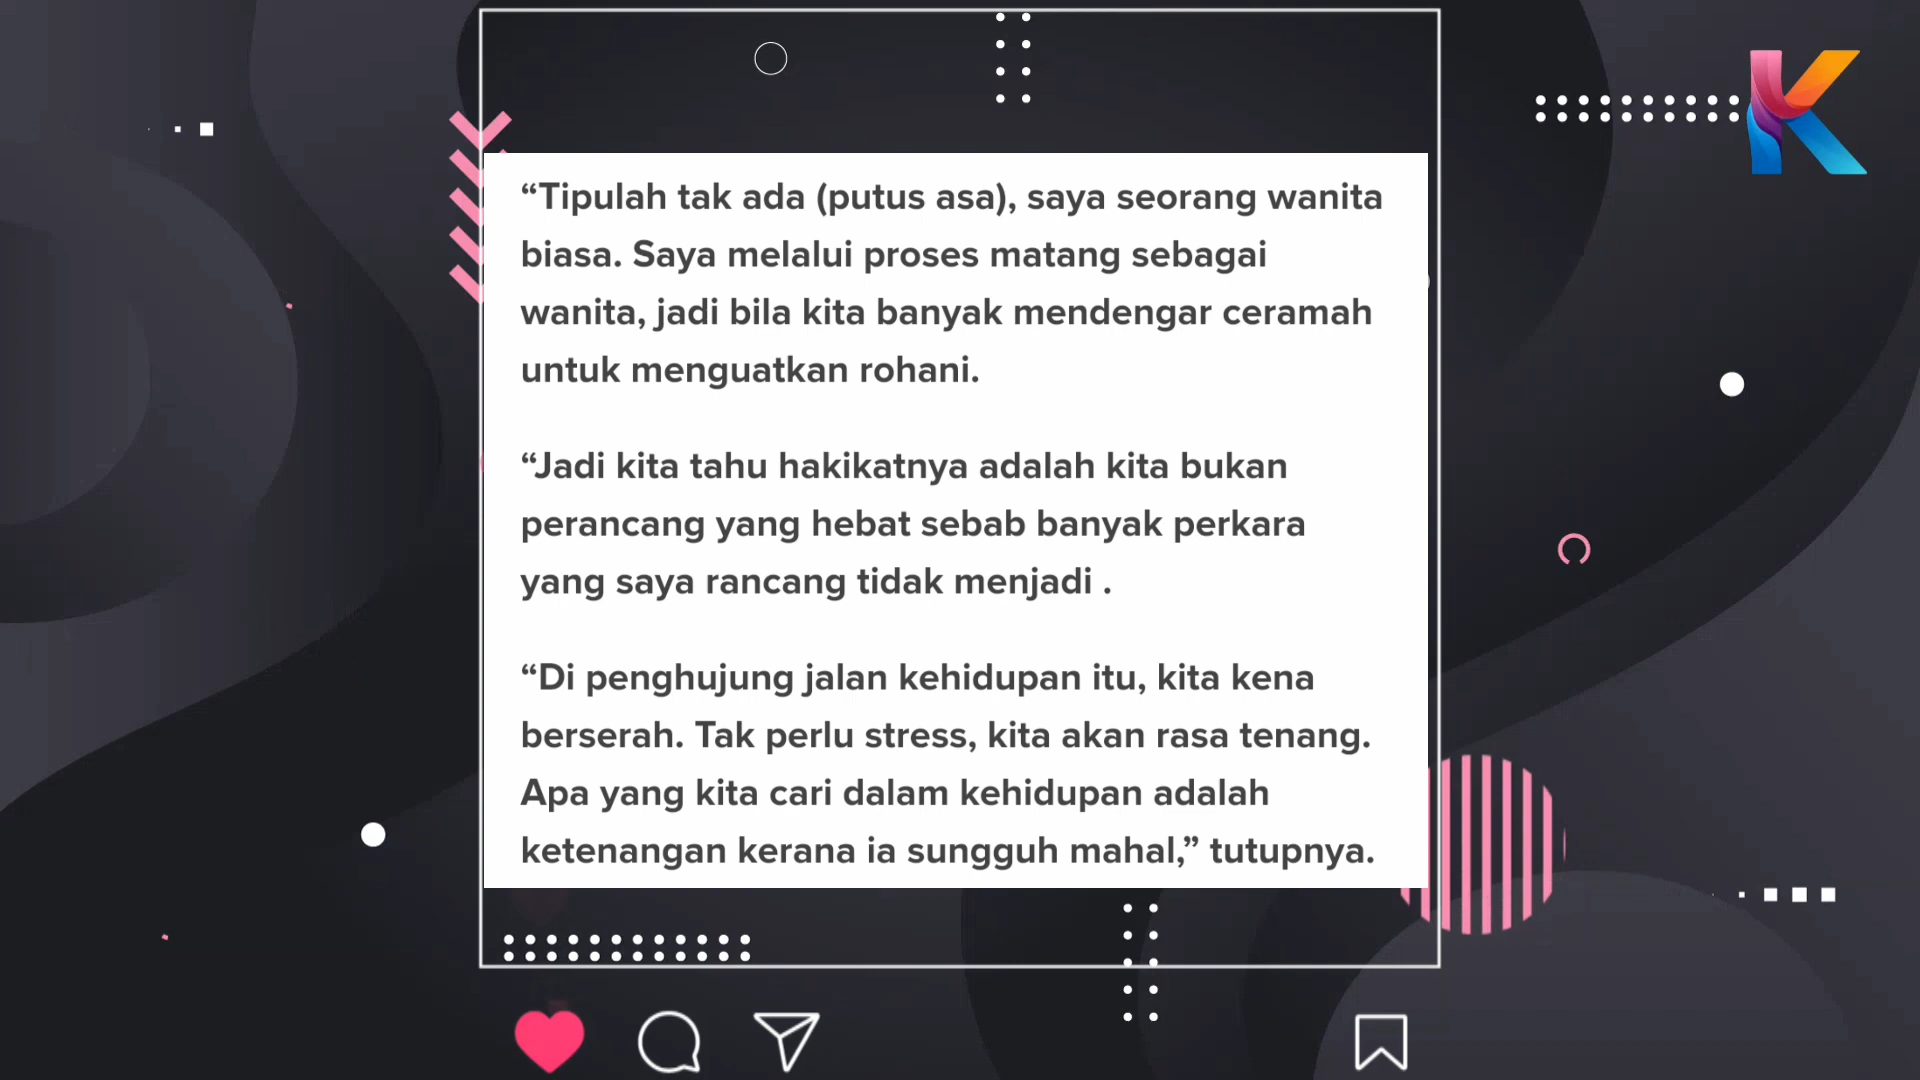 “Tipulah tak ada (putus asa), saya seorang wanita
biasa. Saya melalui proses matang sebagai
wanita, jadi bila kita banyak mendengar ceramah
untuk menguatkan rohani.
“Jadi kita tahu hakikatnya adalah kita bukan
perancang yang hebat sebab banyak perkara
yang saya rancang tidak menjadi .
“Di penghujung jalan kehidupan itu, kita kena
berserah. Tak perlu stress, kita akan rasa tenang.
Apa yang kita cari dalam kehidupan adalah
ketenangan kerana ia sungguh mahal,” tutupnya.
K